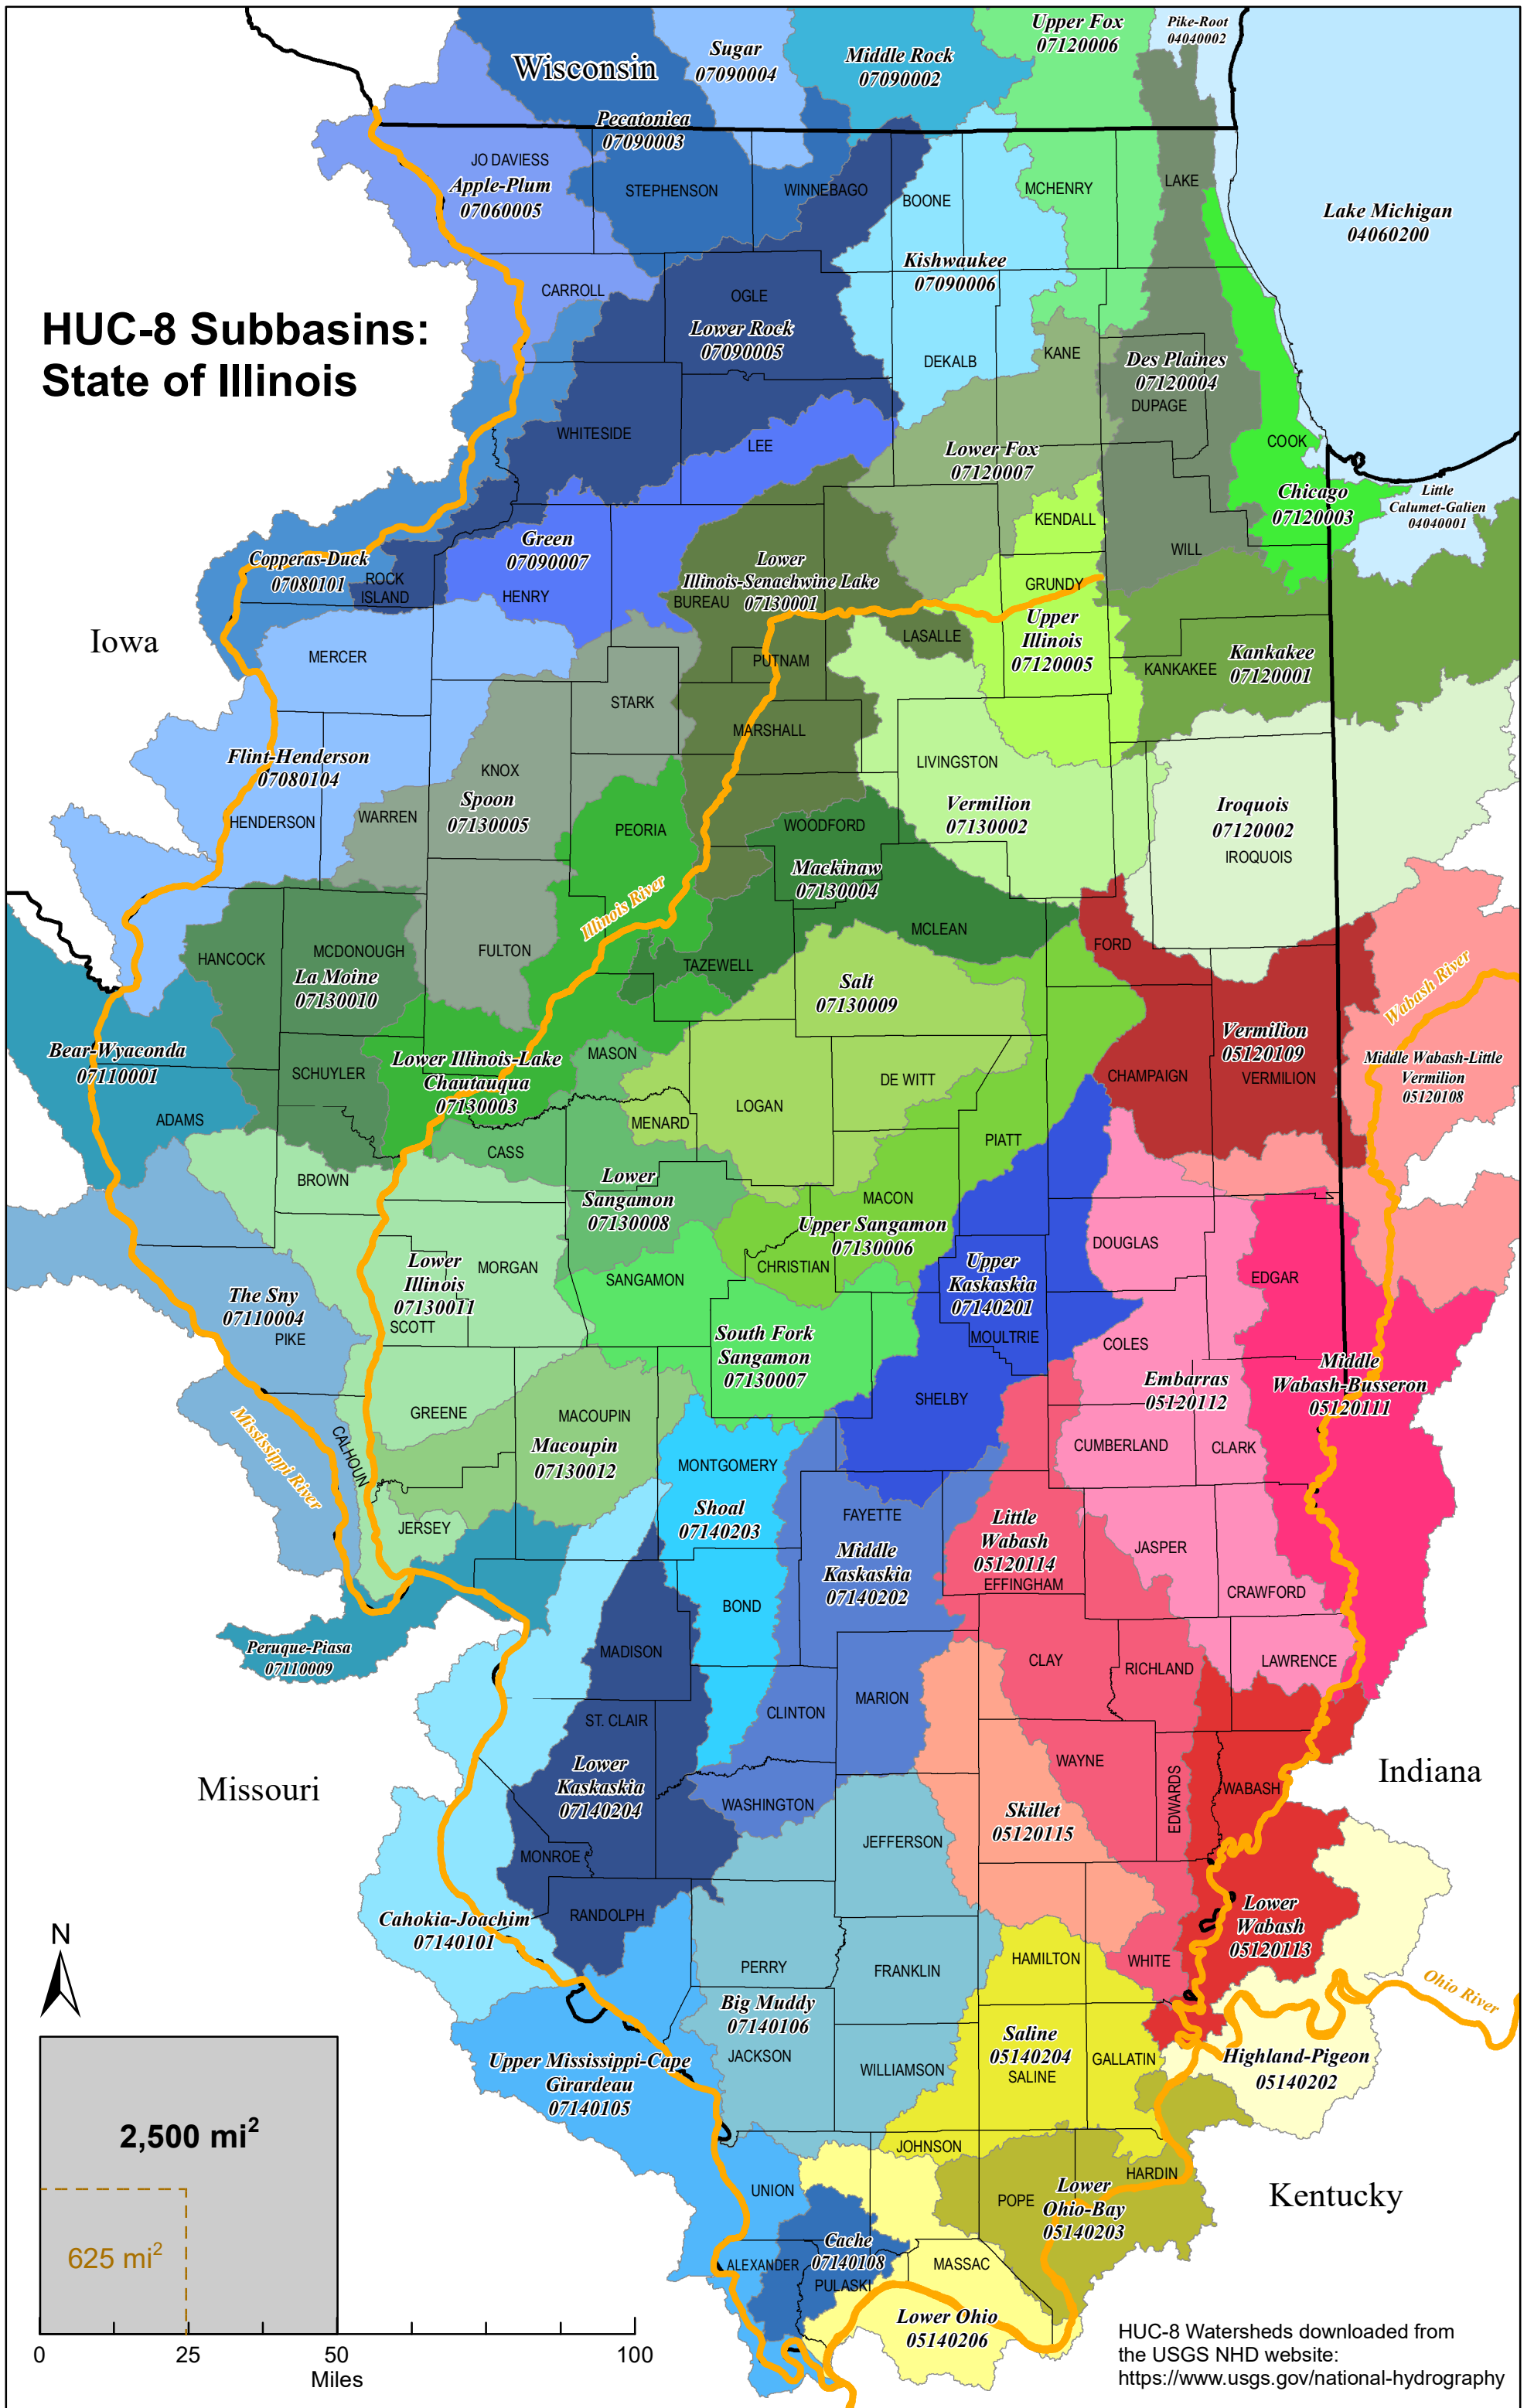 Wisconsin
Sugar
07090004
Middle Rock
07090002
Upper Fox
07120006
Pike-Root
04040002
Pecatonica
07090003
JO DAVIESS
Apple-Plum
07060005
STEPHENSON
WINNEBAGO
BOONE
MCHENRY
LAKE
Lake Michigan
04060200
Kishwaukee
07090006
CARROLL
OGLE
Lower Rock
07090005
HUC-8 Subbasins:
State of Illinois
DEKALB
KANE
Des Plaines
07120004
DUPAGE
WHITESIDE
LEE
COOK
Lower Fox
07120007
Chicago
07120003
Little
Calumet-Galien
04040001
KENDALL
Green
07090007
WILL
Copperas-Duck
07080101
ROCK
ISLAND
HENRY
Lower
Illinois-Senachwine Lake
07130001
BUREAU
GRUNDY
Upper
Illinois
07120005
LASALLE
Iowa
MERCER
PUTNAM
KANKAKEE
Kankakee
07120001
STARK
MARSHALL
Flint-Henderson
07080104
KNOX
LIVINGSTON
Spoon
07130005
Vermilion
07130002
Iroquois
07120002
IROQUOIS
HENDERSON
WARREN
PEORIA
WOODFORD
Mackinaw
07130004
Illinois River
HANCOCK
MCDONOUGH
FULTON
TAZEWELL
MCLEAN
FORD
La Moine
07130010
Salt
07130009
Wabash River
Bear-Wyaconda
07110001
SCHUYLER
Lower Illinois-Lake
Chautauqua
07130003
MASON
DE WITT
CHAMPAIGN
Vermilion
05120109
VERMILION
Middle Wabash-Little
Vermilion
05120108
ADAMS
LOGAN
MENARD
CASS
PIATT
BROWN
Lower
Sangamon
07130008
MACON
Upper Sangamon
07130006
DOUGLAS
Lower
Illinois
07130011
MORGAN
SANGAMON
CHRISTIAN
Upper
Kaskaskia
07140201
EDGAR
The Sny
07110004
PIKE
SCOTT
South Fork
Sangamon
07130007
MOULTRIE
COLES
Middle
Wabash-Busseron
05120111
Embarras
05120112
SHELBY
GREENE
MACOUPIN
Macoupin
07130012
CALHOUN
Mississippi River
CUMBERLAND
CLARK
MONTGOMERY
Shoal
07140203
FAYETTE
Little
Wabash
05120114
EFFINGHAM
JERSEY
Middle
Kaskaskia
07140202
JASPER
CRAWFORD
BOND
Peruque-Piasa
07110009
MADISON
CLAY
RICHLAND
LAWRENCE
MARION
CLINTON
ST. CLAIR
Lower
Kaskaskia
07140204
WAYNE
Missouri
Indiana
WASHINGTON
Skillet
05120115
EDWARDS
WABASH
JEFFERSON
MONROE
RANDOLPH
Cahokia-Joachim
07140101
Lower
Wabash
05120113
N
PERRY
FRANKLIN
HAMILTON
WHITE
Ohio River
Big Muddy
07140106
JACKSON
Saline
05140204
SALINE
GALLATIN
Highland-Pigeon
05140202
Upper Mississippi-Cape
Girardeau
07140105
WILLIAMSON
2,500 mi²
JOHNSON
HARDIN
UNION
POPE
Lower
Ohio-Bay
05140203
Kentucky
625 mi²
Cache
07140108
ALEXANDER
PULASKI
MASSAC
Lower Ohio
05140206
0 25 50 100
Miles
HUC-8 Watersheds downloaded from
the USGS NHD website:
https://www.usgs.gov/national-hydrography